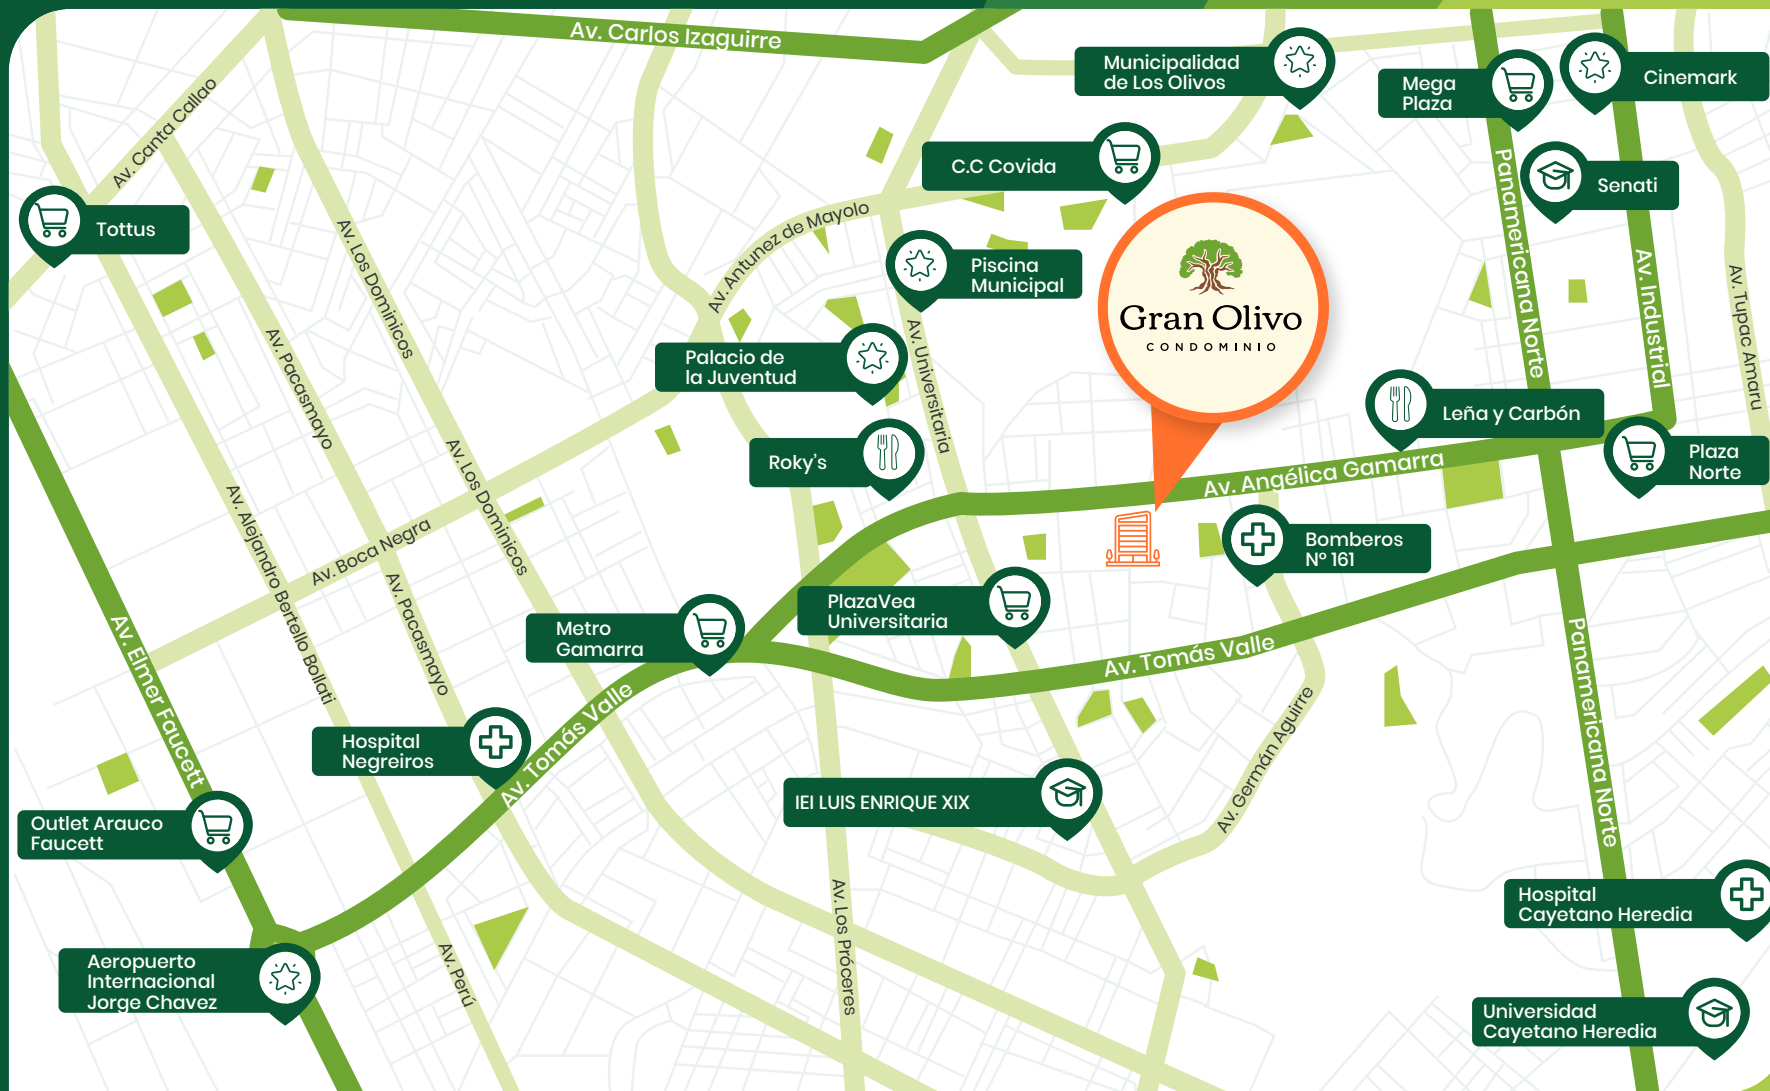 Av. Carlos Izaguirre
Municipalidad
de Los Olivos
Mega
Plaza
Cinemark
Av. Canta Callao
C.C Covida
Senati
Panamericana Norte
Tottus
Av. Los Dominicos
Av. Antunez de Mayolo
Piscina
Municipal
Gran Olivo
CONDOMINIO
Av. Industrial
Av. Tupac Amaru
Av. Pacasmayo
Palacio de
la Juventud
Av. Universitaria
Leña y Carbón
Roky's
Av. Angélica Gamarra
Plaza
Norte
Av. Los Dominicos
Av. Alejandro Bertello Bollati
Av. Boca Negra
Bomberos
Nº 161
Av. Pacasmayo
PlazaVea
Universitaria
Metro
Gamarra
Av. Elmer Faucett
Av. Tomás Valle
Panamericana Norte
Av. Tomás Valle
Av. Germán Aguirre
Hospital
Negreiros
IEI LUIS ENRIQUE XIX
Outlet Arauco
Faucett
Av. Los Próceres
Hospital
Cayetano Heredia
Av. Perú
Aeropuerto
Internacional
Jorge Chavez
Universidad
Cayetano Heredia